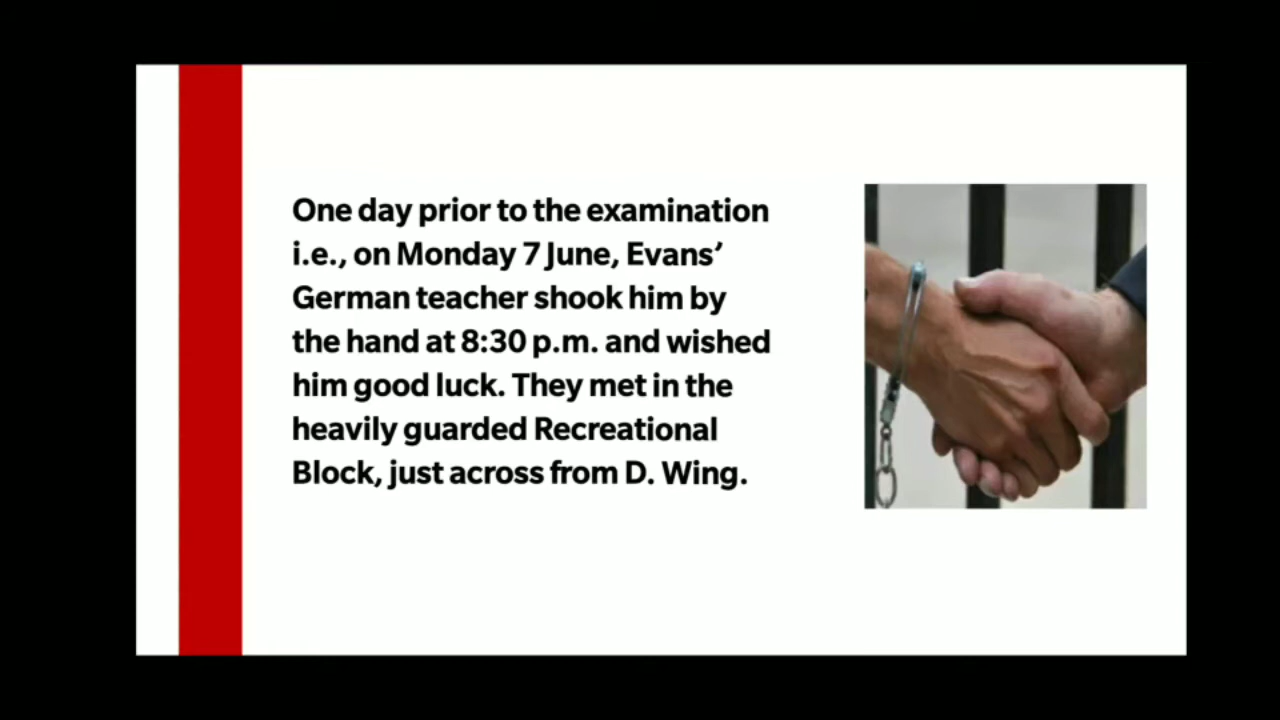 One day prior to the examination
i.e., on Monday 7 June, Evans’
German teacher shook him by
the hand at 8:30 p.m. and wished
him good luck. They met in the
heavily guarded Recreational
Block, just across from D. Wing.